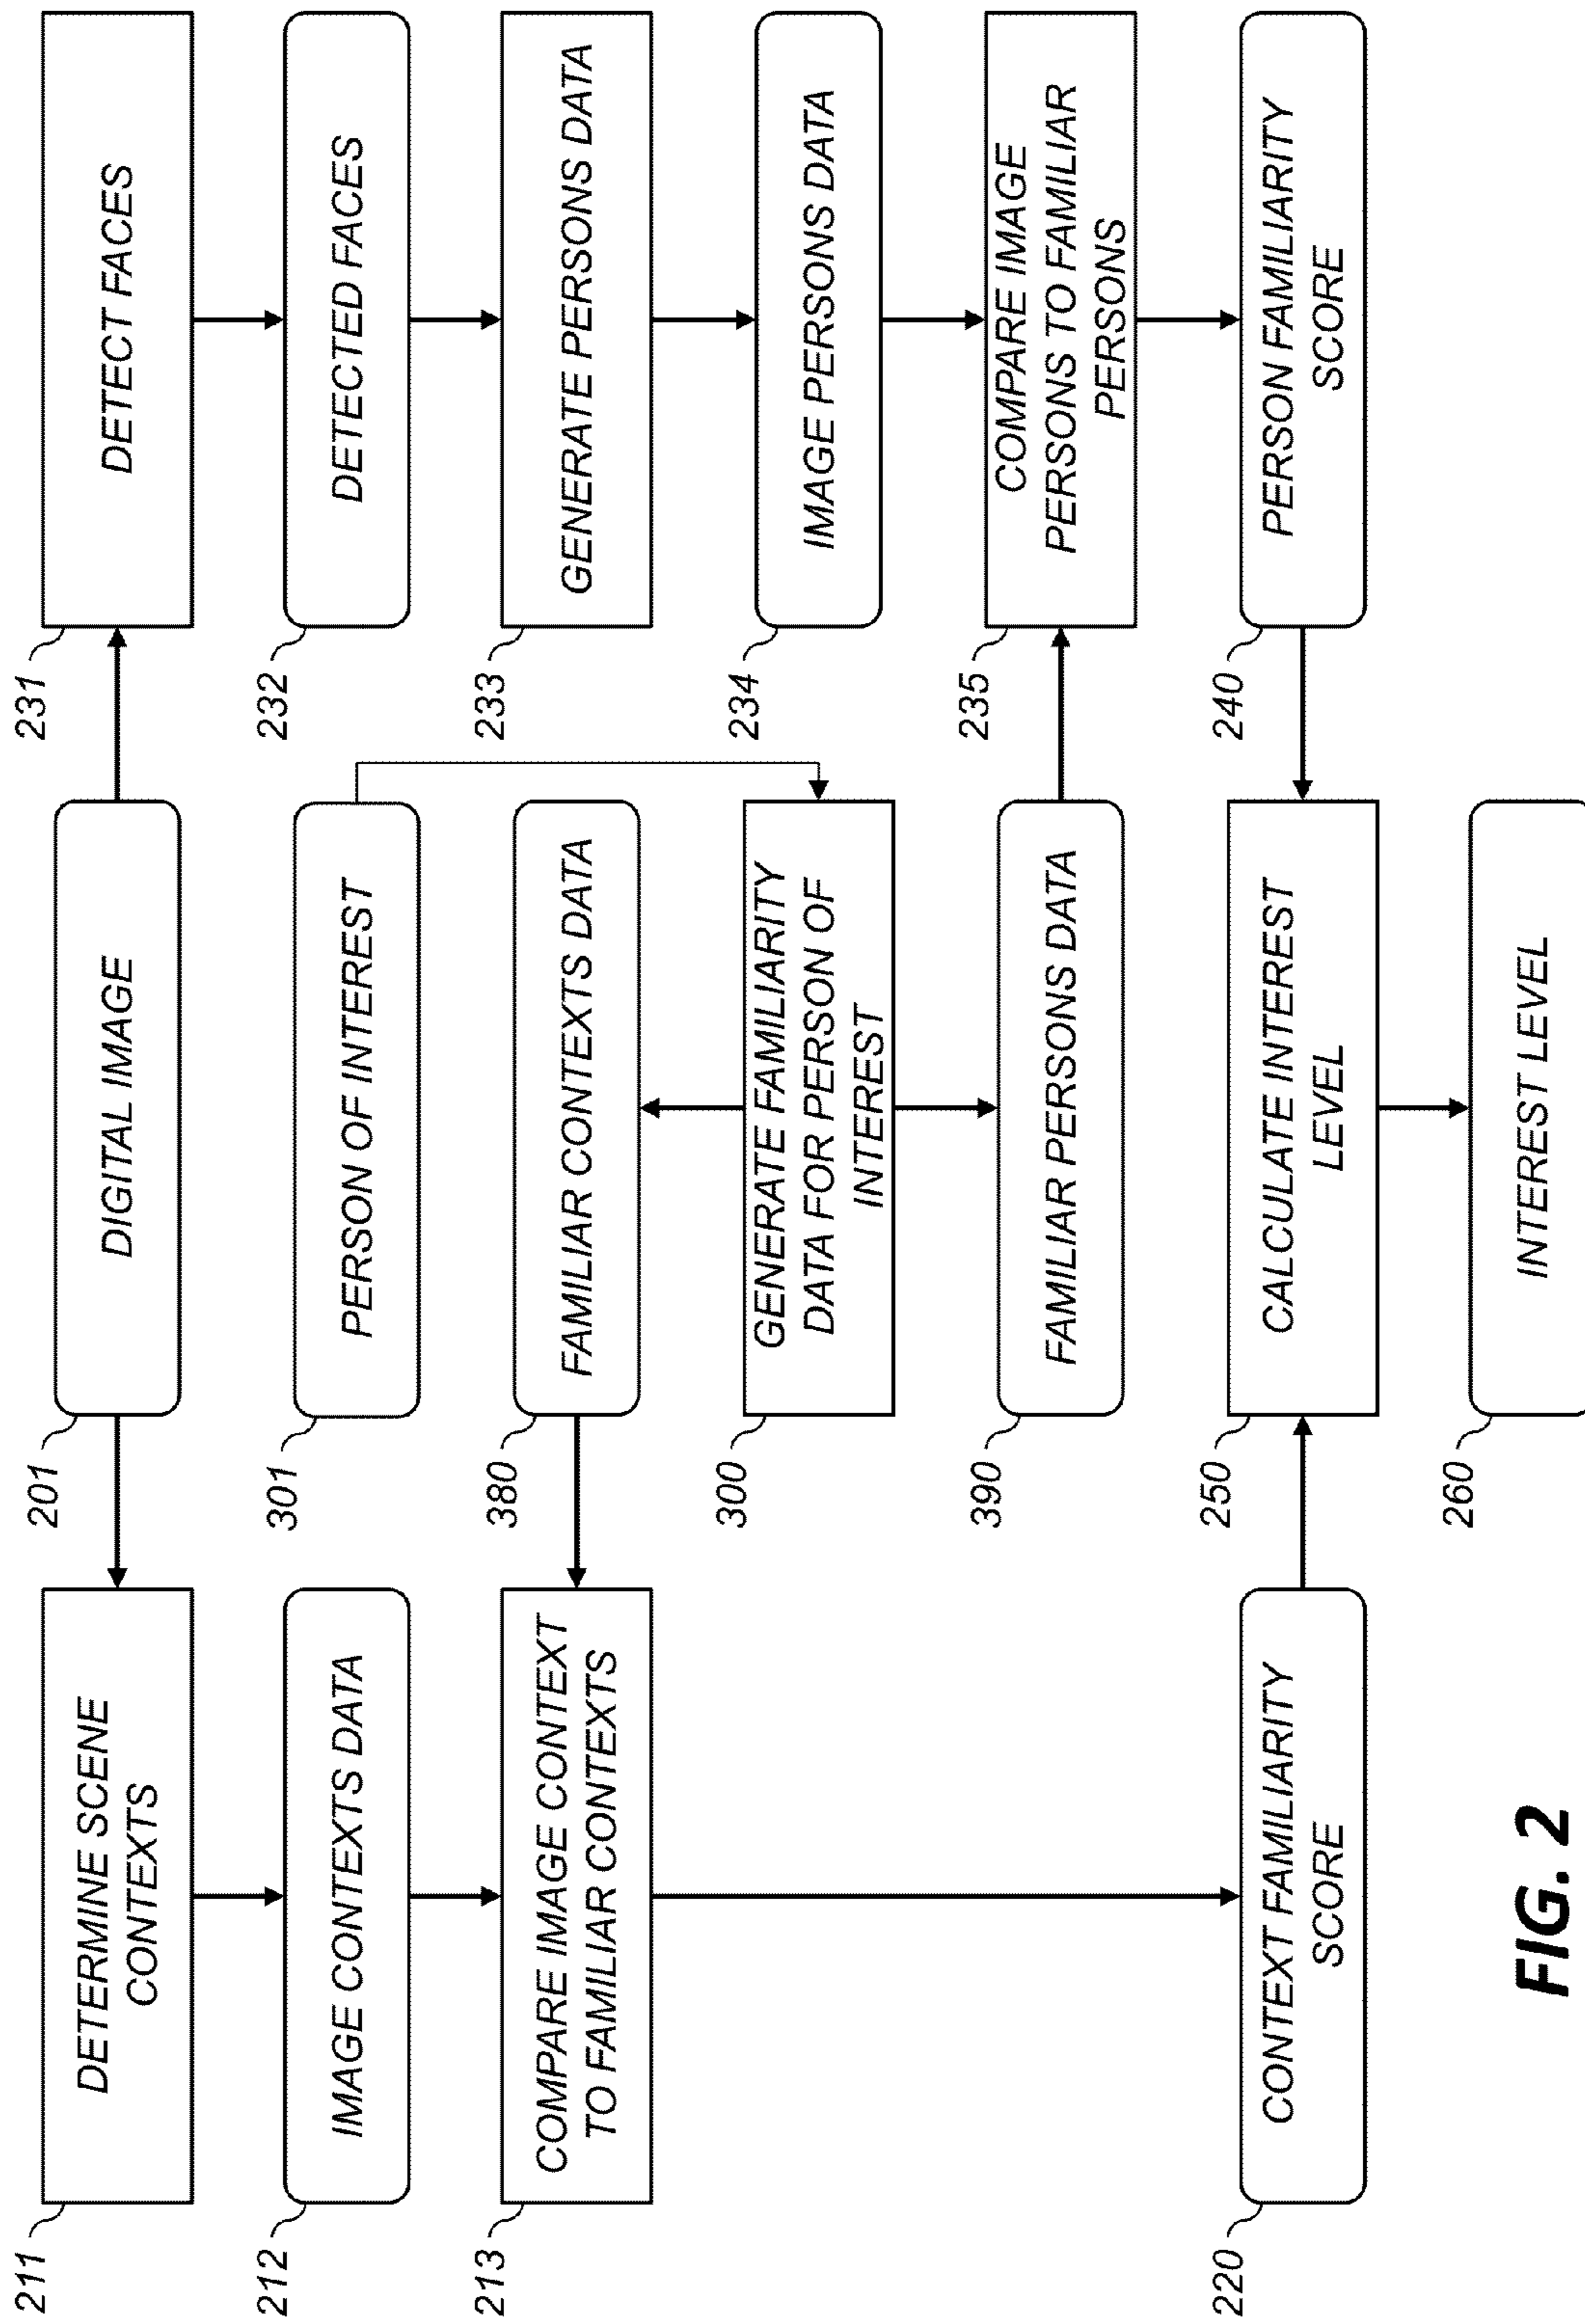 211
DETERMINE SCENE
CONTEXTS
201
DIGITAL IMAGE
231
DETECT FACES
212
IMAGE CONTEXTS DATA
301
PERSON OF INTEREST
232
DETECTED FACES
213
COMPARE IMAGE CONTEXT
TO FAMILIAR CONTEXTS
380
FAMILIAR CONTEXTS DATA
233
GENERATE PERSONS DATA
300
GENERATE FAMILIARITY
DATA FOR PERSON OF
INTEREST
234
IMAGE PERSONS DATA
390
FAMILIAR PERSONS DATA
235
COMPARE IMAGE
PERSONS TO FAMILIAR
PERSONS
220
CONTEXT FAMILIARITY
SCORE
250
CALCULATE INTEREST
LEVEL
240
PERSON FAMILIARITY
SCORE
260
INTEREST LEVEL
FIG. 2